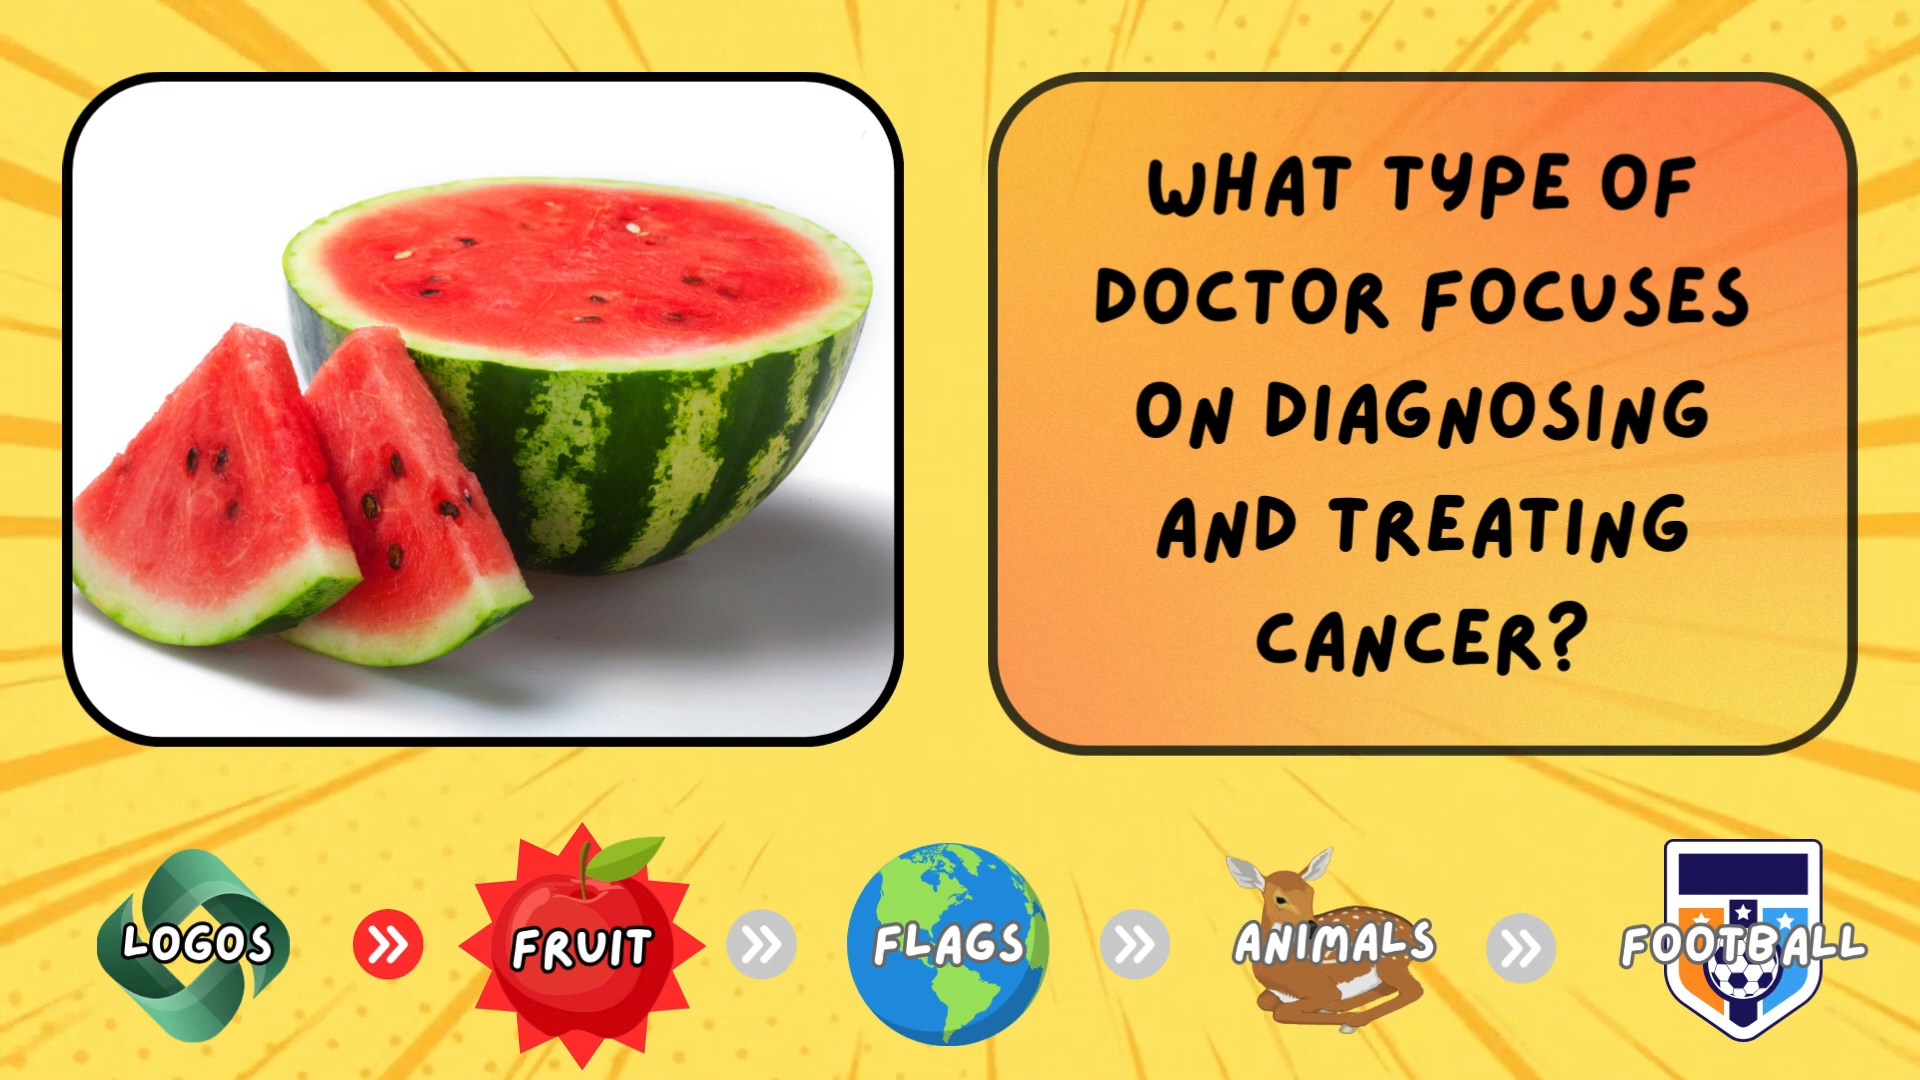 WHAT TYPE OF
DOCTOR FOCUSES
ON DIAGNOSING
AND TREATING
CANCER?
LOGOS
FRUIT
FLAGS
ANIMALS
FOOTBALL